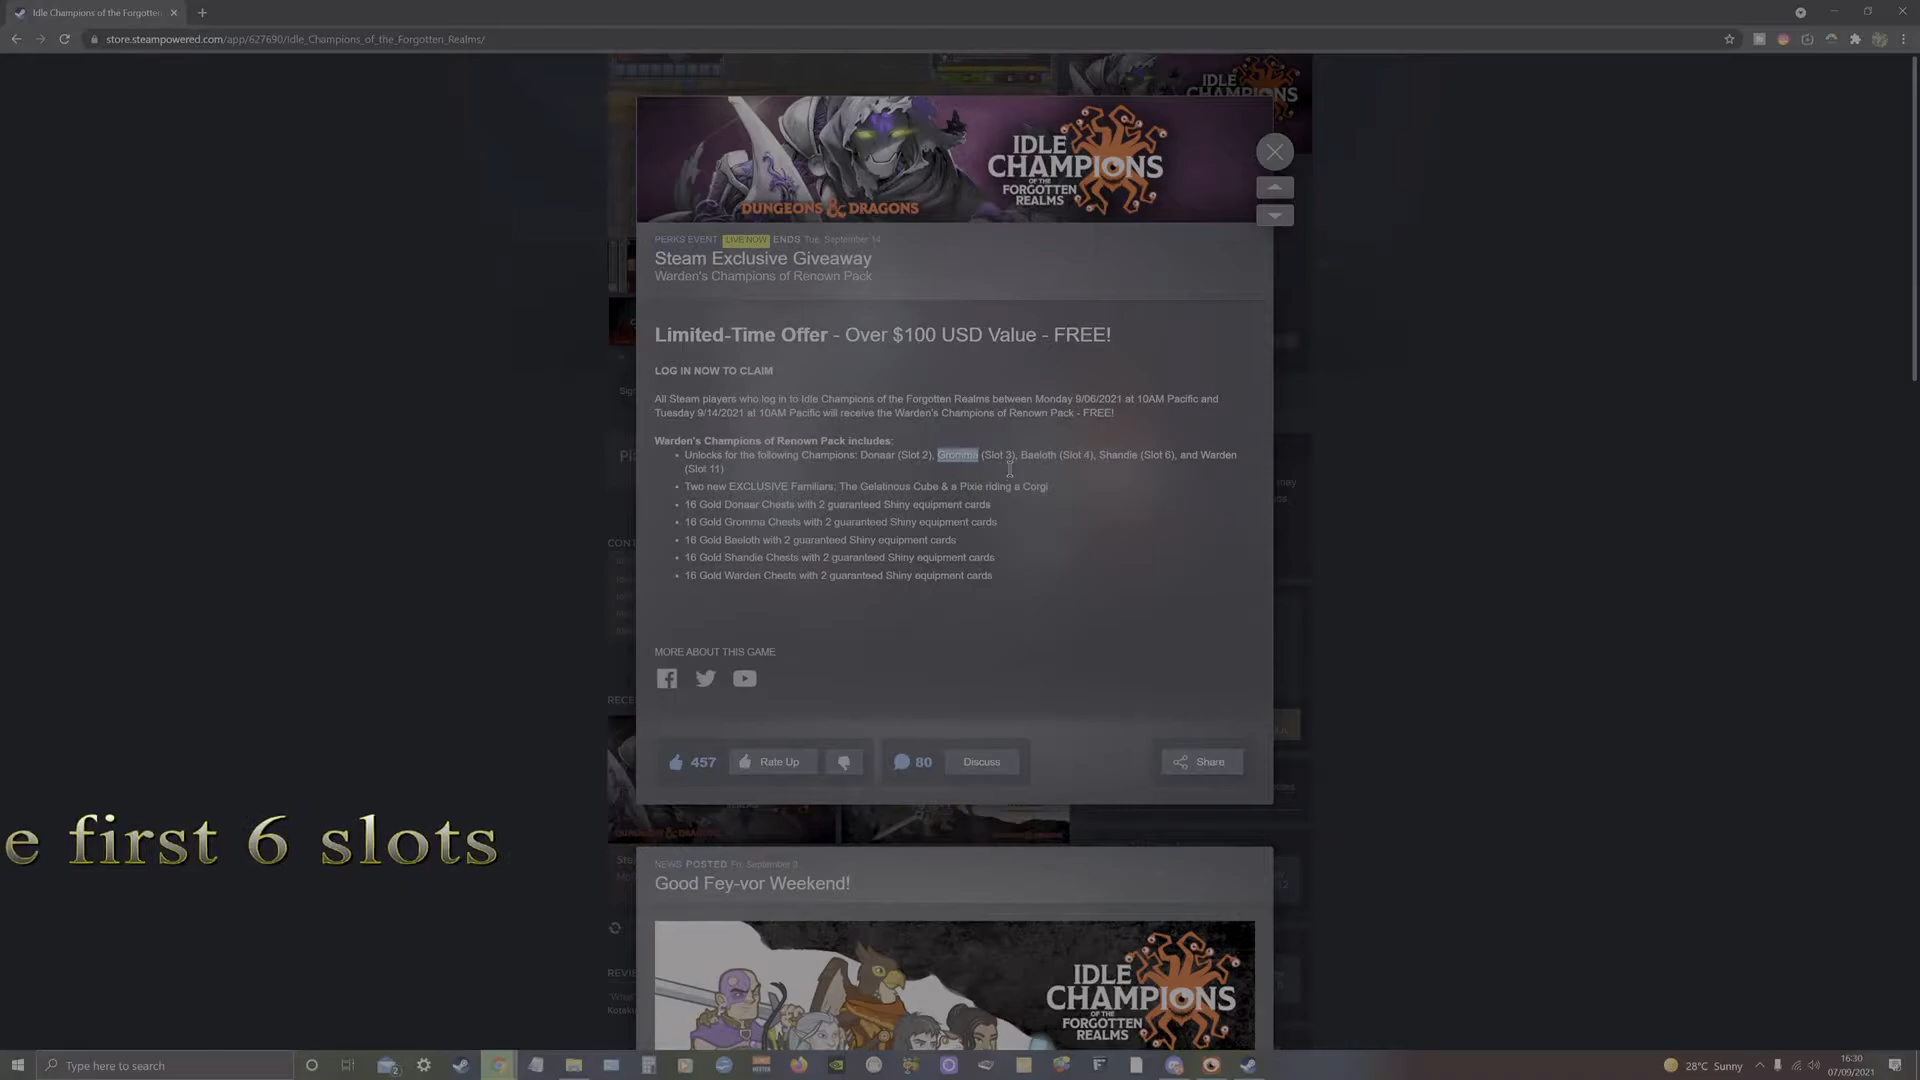 Idle Champions of the Forgotten
store.steampowered.com/app/627690/Idle_Champions_of_the_Forgotten_Realms/
IDLE
CHAMPIONS
IDLE
CHAMPIONS
OF THE
FORGOTTEN
REALMS
DUNGEONS & DRAGONS
PERKS EVENT LIVE NOW ENDS Tue, September 14
Steam Exclusive Giveaway
Warden's Champions of Renown Pack
Limited-Time Offer - Over $100 USD Value - FREE!
LOG IN NOW TO CLAIM
All Steam players who log in to Idle Champions of the Forgotten Realms between Monday 9/06/2021 at 10AM Pacific and
Tuesday 9/14/2021 at 10AM Pacific will receive the Warden's Champions of Renown Pack - FREE!
Warden's Champions of Renown Pack includes:
• Unlocks for the following Champions: Donaar (Slot 2), Gromma (Slot 3), Baeloth (Slot 4), Shandie (Slot 6), and Warden
(Slot 11)
• Two new EXCLUSIVE Familiars: The Gelatinous Cube & a Pixie riding a Corgi
• 16 Gold Donaar Chests with 2 guaranteed Shiny equipment cards
• 16 Gold Gromma Chests with 2 guaranteed Shiny equipment cards
• 16 Gold Baeloth with 2 guaranteed Shiny equipment cards
• 16 Gold Shandie Chests with 2 guaranteed Shiny equipment cards
• 16 Gold Warden Chests with 2 guaranteed Shiny equipment cards
MORE ABOUT THIS GAME
457 Rate Up 80 Discuss Share
e first 6 slots
NEWS POSTED Fri, September 3
Good Fey-vor Weekend!
IDLE
CHAMPIONS
OF THE
FORGOTTEN
REALMS
Type here to search
28°C Sunny
16:30
07/09/2021